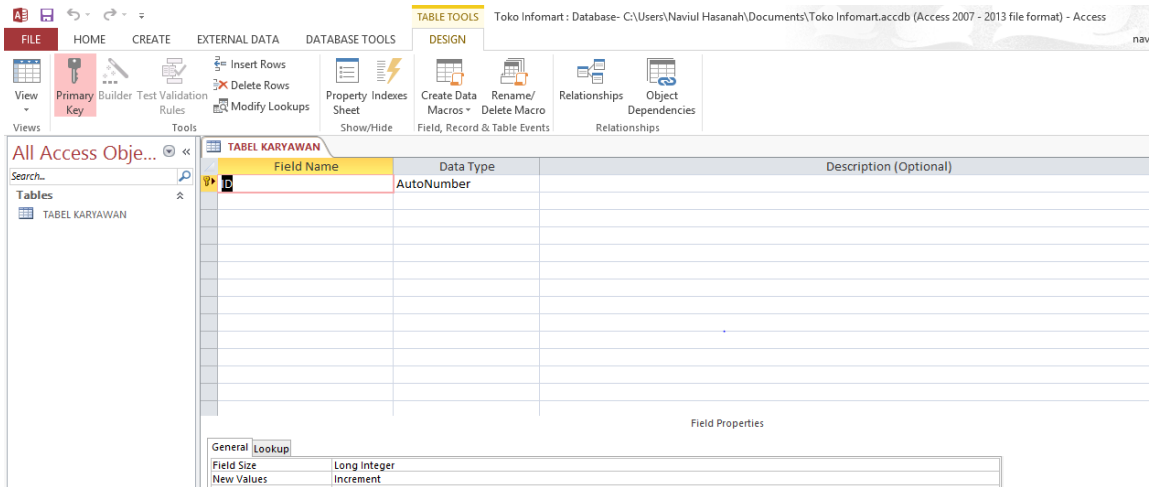 TABLE TOOLS Toko Infomart : Database- C:\Users\Naviul Hasanah\Documents\Toko Infomart.accdb (Access 2007 - 2013 file format) - Access
FILE HOME CREATE EXTERNAL DATA DATABASE TOOLS DESIGN nav
View Primary Key Builder Test Validation Rules
Insert Rows
Delete Rows
Modify Lookups
Property Sheet Indexes Create Data Macros Rename/ Delete Macro Relationships Object Dependencies
Views Tools Show/Hide Field, Record & Table Events Relationships
All Access Obje... «
Search...
Tables
TABEL KARYAWAN
TABEL KARYAWAN
Field Name Data Type Description (Optional)
ID AutoNumber
Field Properties
General Lookup
Field Size Long Integer
New Values Increment